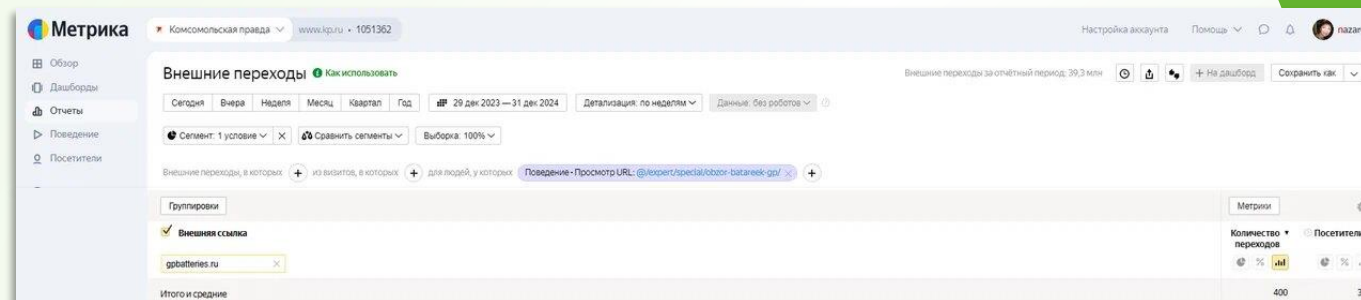 Метрика
Комсомольская правда
www.kp.ru • 1051362
Настройка аккаунта
Помощь
Обзор
Дашборды
Отчеты
Поведение
Посетители
Внешние переходы
Как использовать
Внешние переходы за отчётный период: 39,3 млн
+ На дашборд
Сохранить как
Сегодня Вчера Неделя Месяц Квартал Год
29 дек 2023 — 31 дек 2024
Детализация: по неделям
Данные: без роботов
Сегмент: 1 условие
Сравнить сегменты
Выборка: 100%
Внешние переходы, в которых + из визитов, в которых + для людей, у которых Поведение - Просмотр URL: @/expert/special/obzor-batareek-gp/ × +
Группировки
Метрики
Внешняя ссылка
Количество переходов
Посетители
gpbatteries.ru
Итого и средние
400